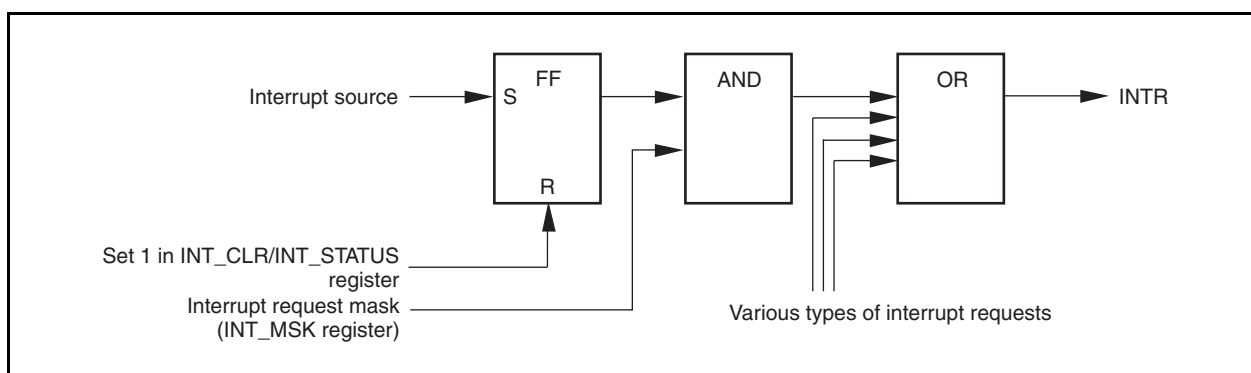 FF
AND
OR
Interrupt source
S
INTR
R
Set 1 in INT_CLR/INT_STATUS
register
Interrupt request mask
(INT_MSK register)
Various types of interrupt requests